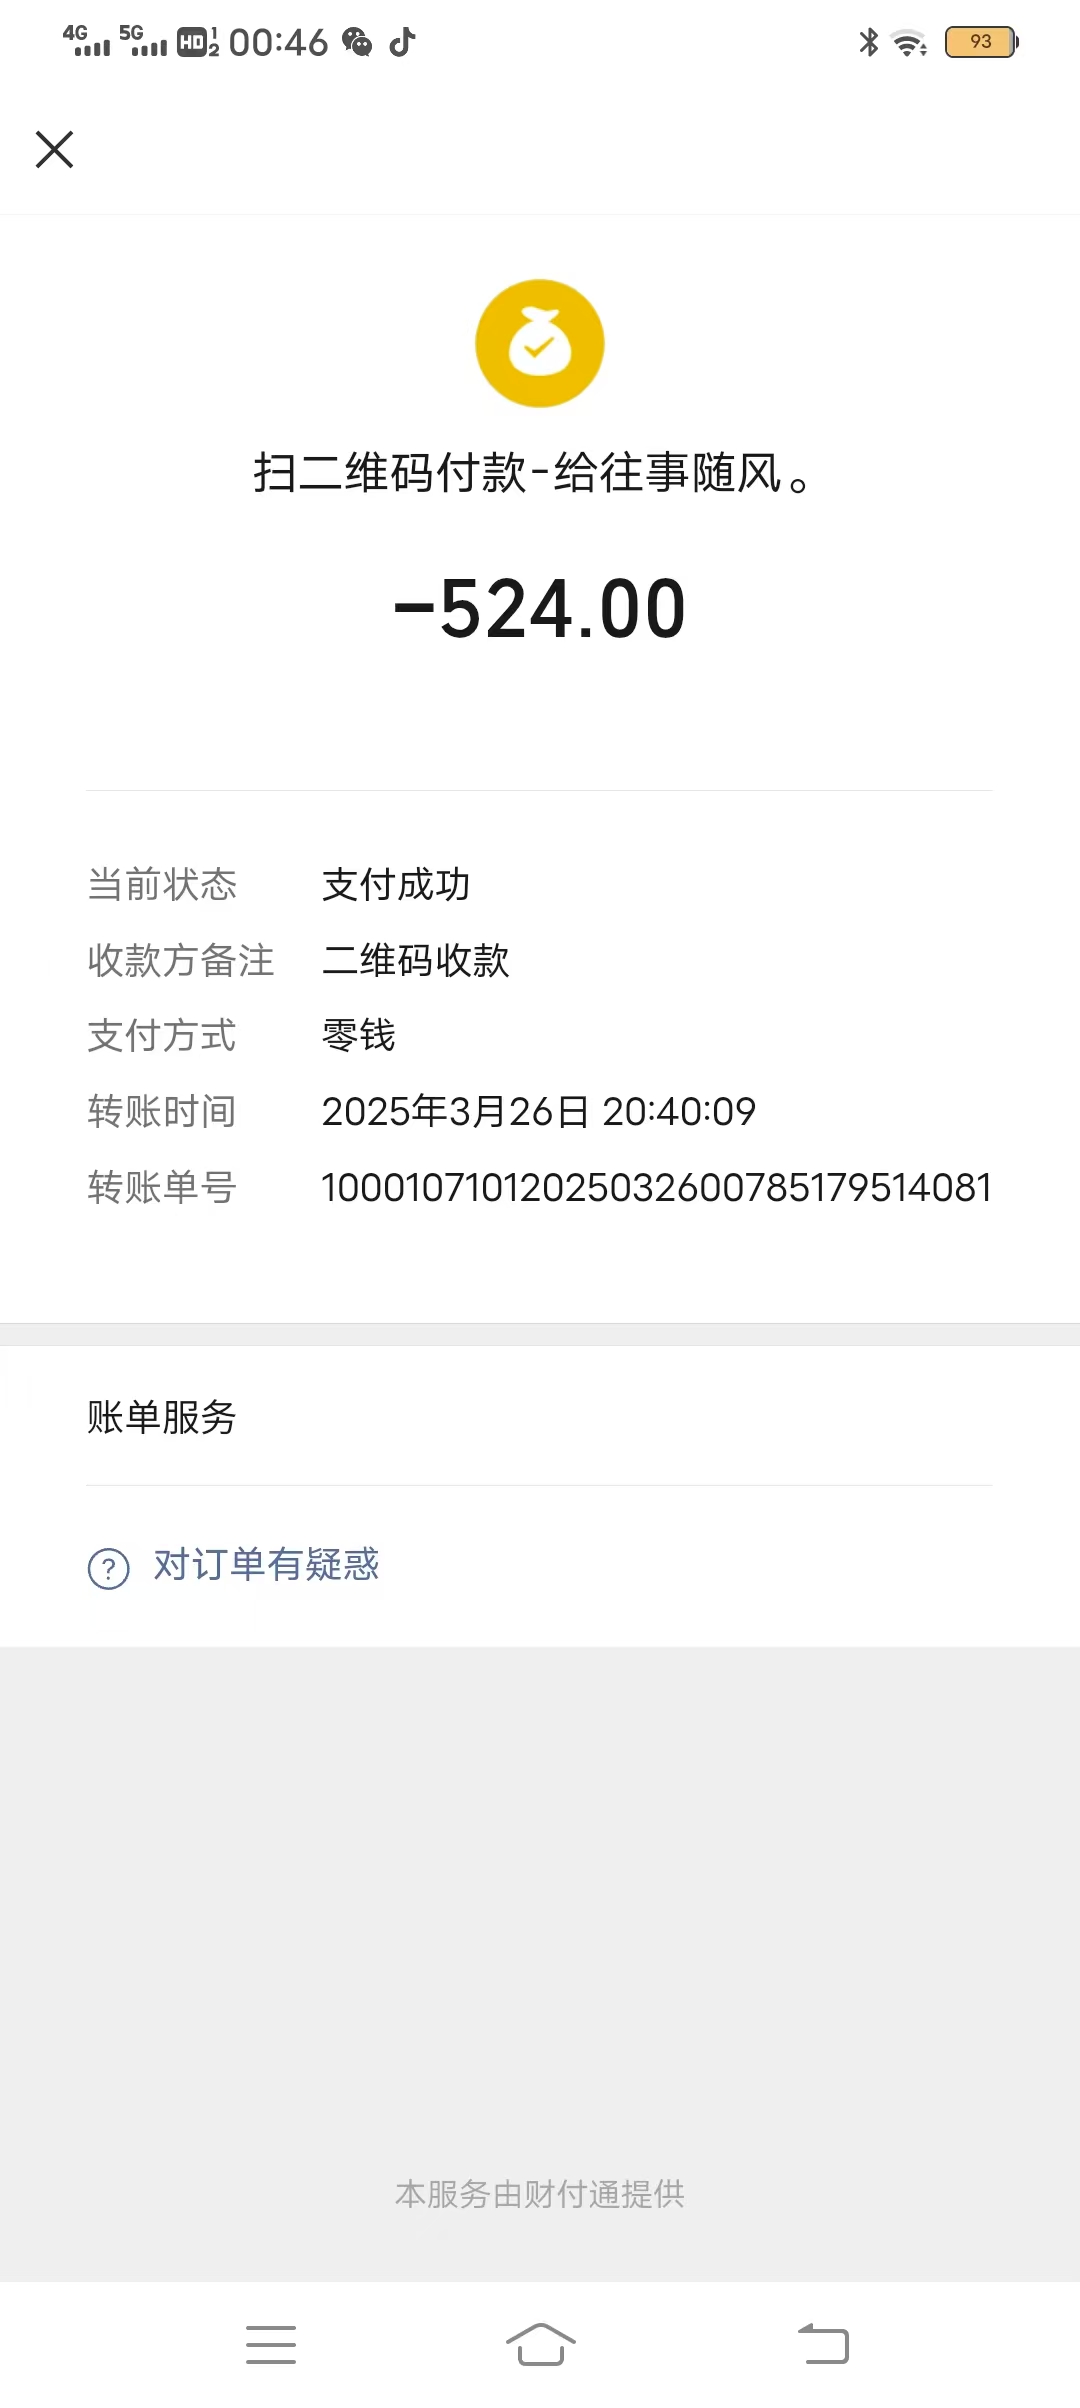 4G 5G HD 1 2 00:46 93
扫二维码付款-给往事随风。
-524.00
当前状态 支付成功
收款方备注 二维码收款
支付方式 零钱
转账时间 2025年3月26日 20:40:09
转账单号 1000107101202503260078517951​4081
账单服务
? 对订单有疑惑
本服务由财付通提供